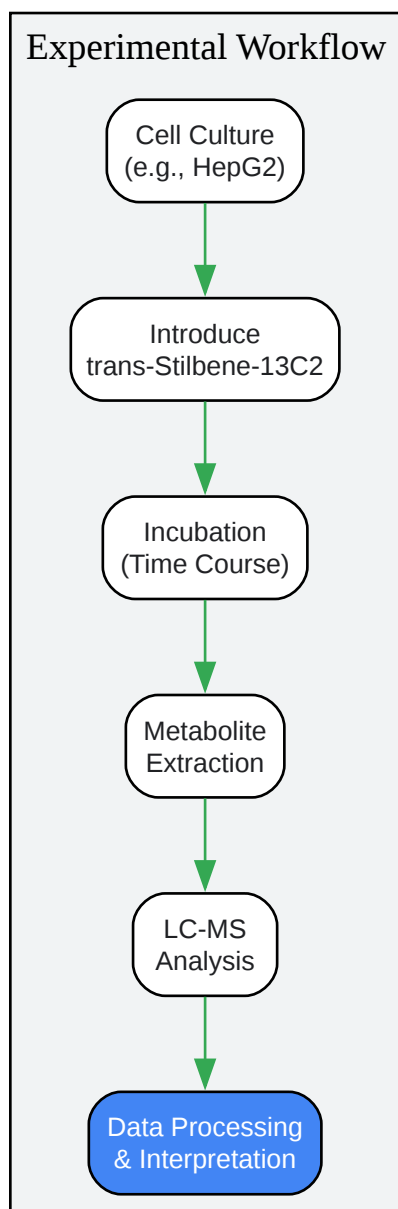 Experimental Workflow
Cell Culture
(e.g., HepG2)
Introduce
trans-Stilbene-13C2
Incubation
(Time Course)
Metabolite
Extraction
LC-MS
Analysis
Data Processing
& Interpretation